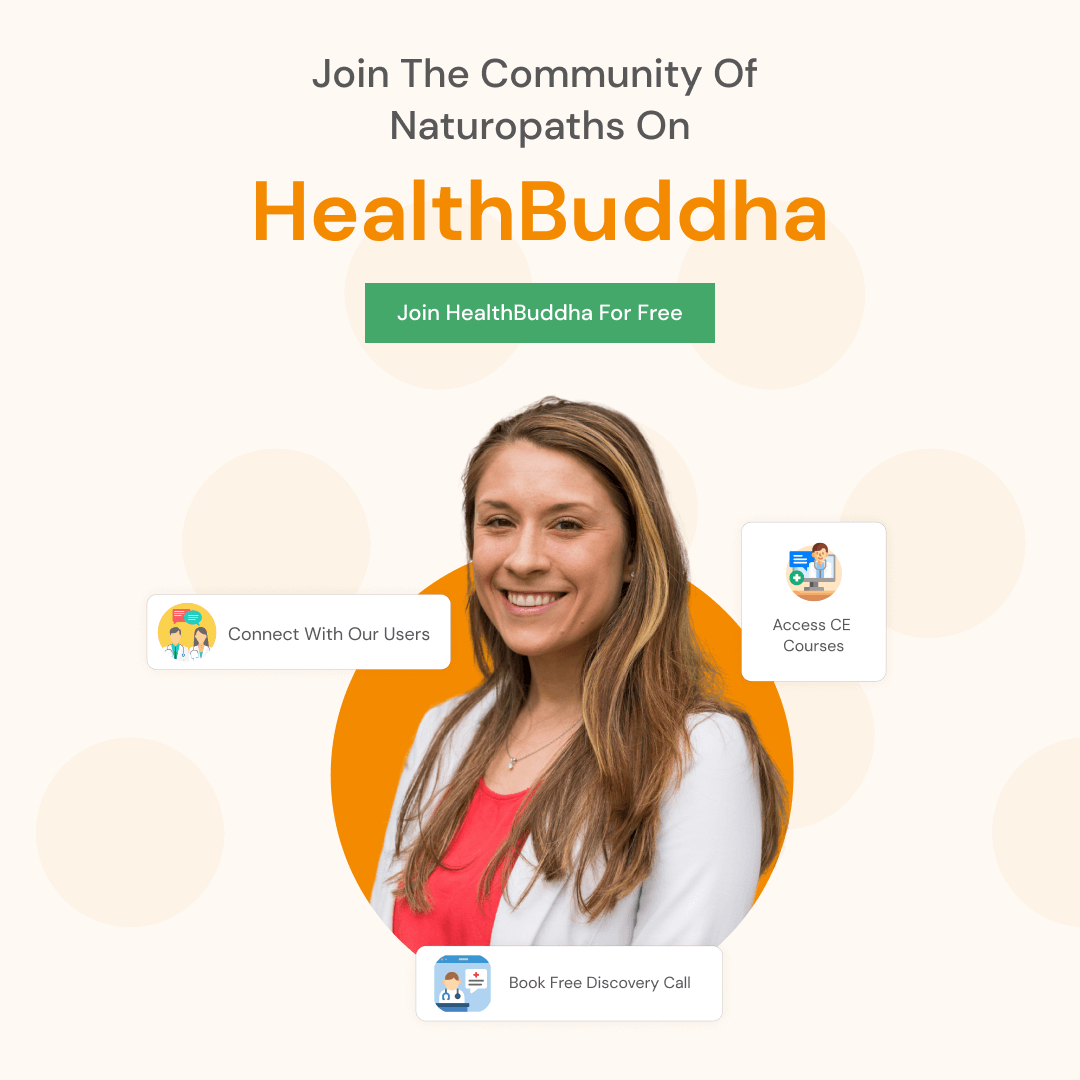 Join The Community Of
Naturopaths On
HealthBuddha
Join HealthBuddha For Free
Connect With Our Users
Access CE
Courses
Book Free Discovery Call